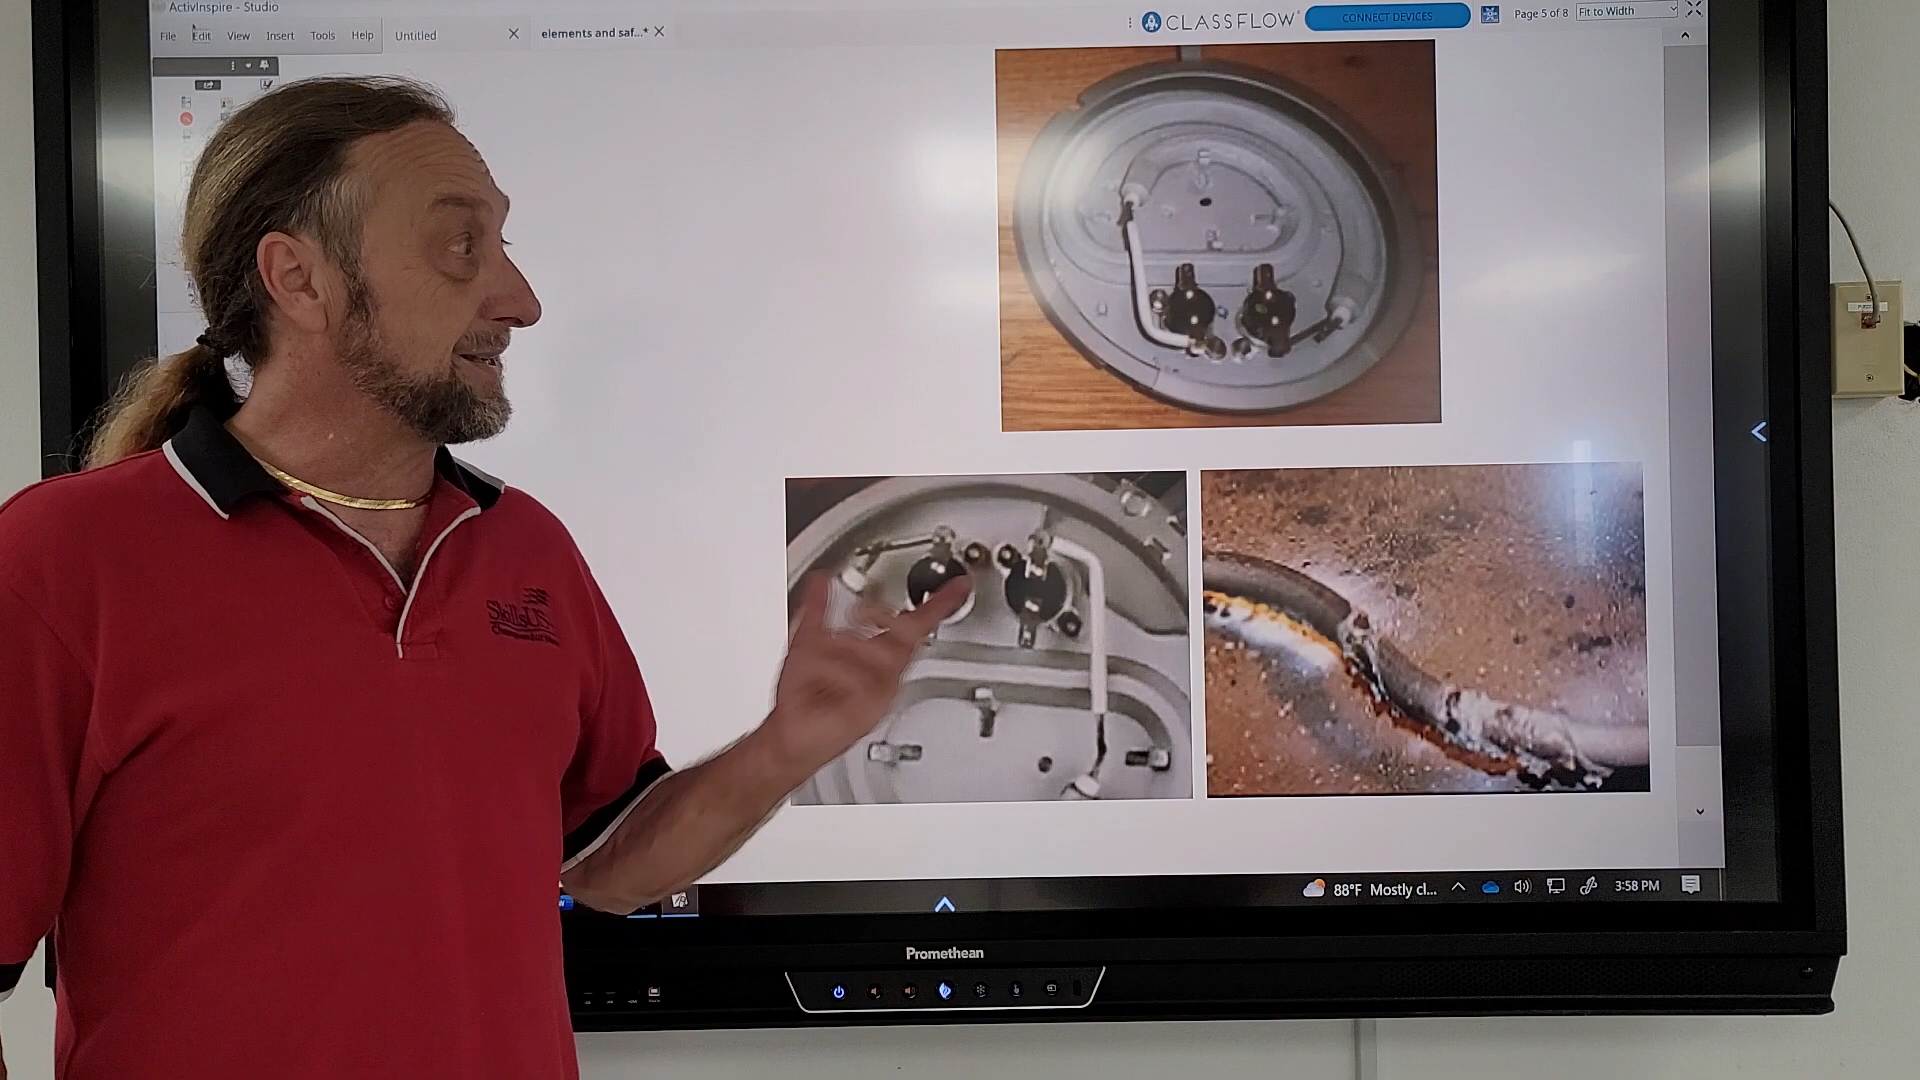 ActivInspire - Studio
File Edit View Insert Tools Help Untitled elements and saf...*
CLASSFLOW CONNECT DEVICES Page 5 of 8 Fit to Width
SkillsUSA
88°F Mostly cl... 3:58 PM
Promethean